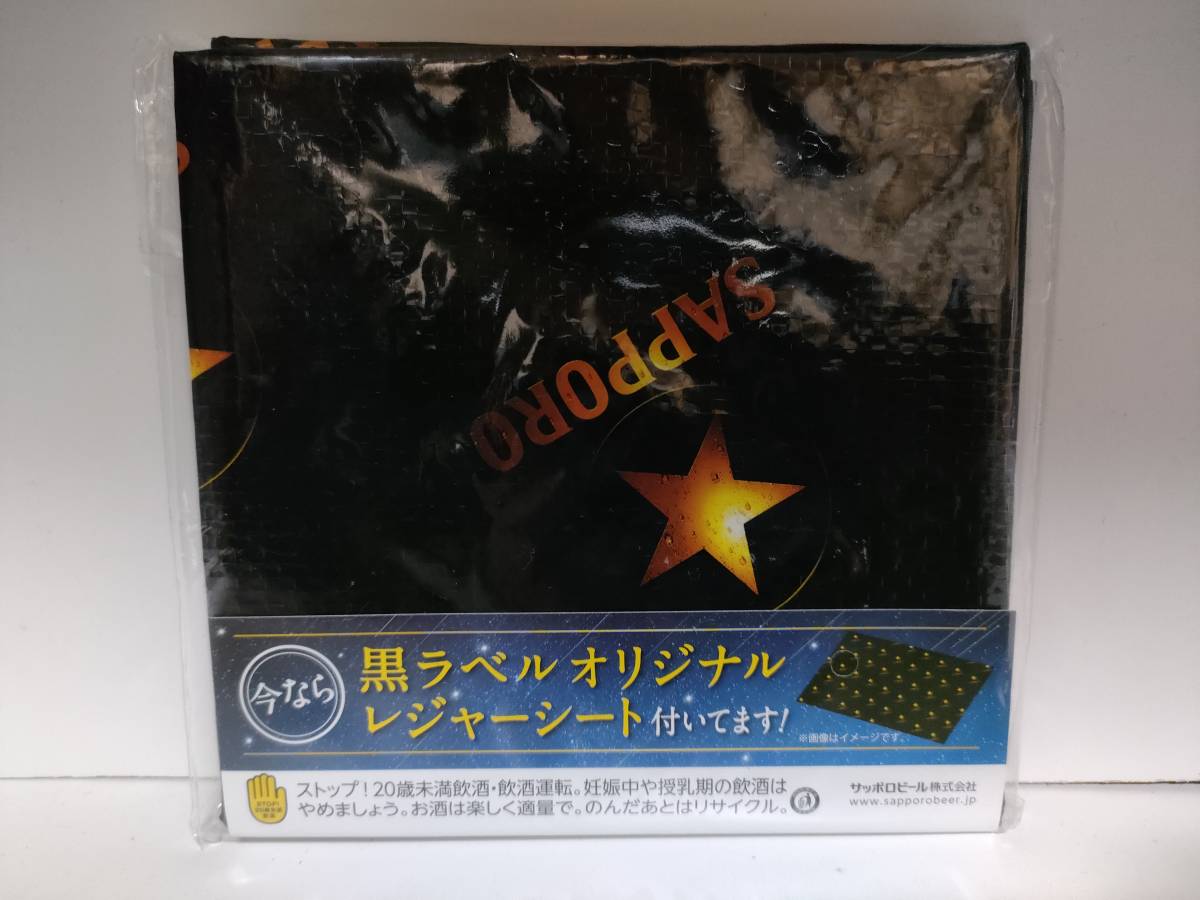 SAPPORO
今なら
黒ラベル オリジナル
レジャーシート 付いてます!
※画像はイメージです。
STOP!
ストップ!20歳未満飲酒・飲酒運転。妊娠中や授乳期の飲酒は
やめましょう。お酒は楽しく適量で。のんだあとはリサイクル。
サッポロビール株式会社
www.sapporobeer.jp